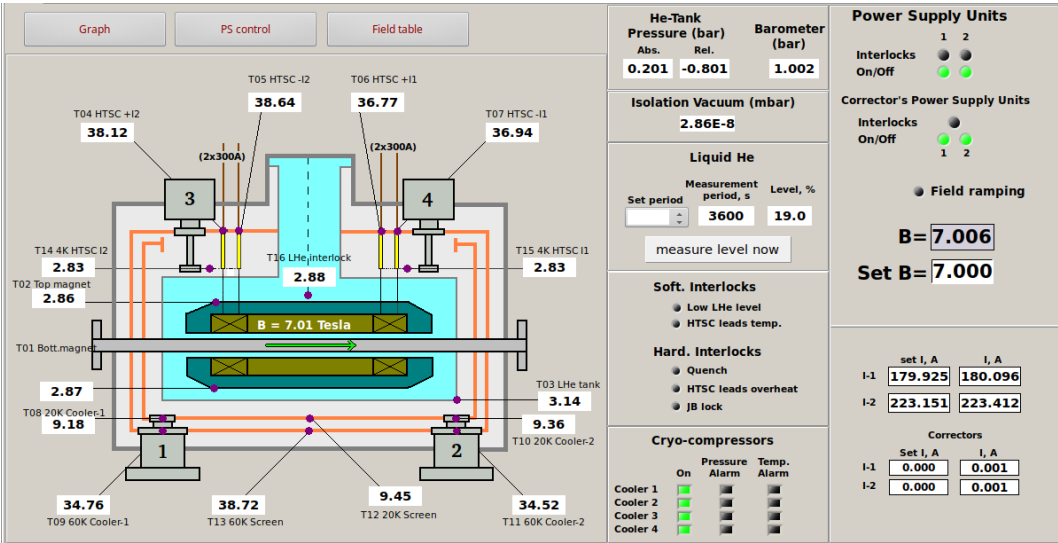 Graph
PS control
Field table
T05 HTSC -I2
38.64
T06 HTSC +I1
36.77
T04 HTSC +I2
38.12
T07 HTSC -I1
36.94
(2x300A)
(2x300A)
3
4
T14 4K HTSC I2
2.83
T15 4K HTSC I1
2.83
T16 LHe interlock
2.88
T02 Top magnet
2.86
B = 7.01 Tesla
T01 Bott.magnet
2.87
T03 LHe tank
3.14
T08 20K Cooler-1
9.18
9.36
T10 20K Cooler-2
1
2
34.76
T09 60K Cooler-1
38.72
T13 60K Screen
9.45
T12 20K Screen
34.52
T11 60K Cooler-2
He-Tank
Pressure (bar)
Abs. Rel.
0.201 -0.801
Barometer
(bar)
1.002
Isolation Vacuum (mbar)
2.86E-8
Liquid He
Set period
Measurement
period, s
3600
Level, %
19.0
measure level now
Soft. Interlocks
Low LHe level
HTSC leads temp.
Hard. Interlocks
Quench
HTSC leads overheat
JB lock
Cryo-compressors
On
Pressure
Alarm
Temp.
Alarm
Cooler 1
Cooler 2
Cooler 3
Cooler 4
Power Supply Units
1 2
Interlocks
On/Off
Corrector's Power Supply Units
Interlocks
On/Off
1 2
Field ramping
B= 7.006
Set B= 7.000
set I, A I, A
I-1 179.925 180.096
I-2 223.151 223.412
Correctors
Set I, A I, A
I-1 0.000 0.001
I-2 0.000 0.001